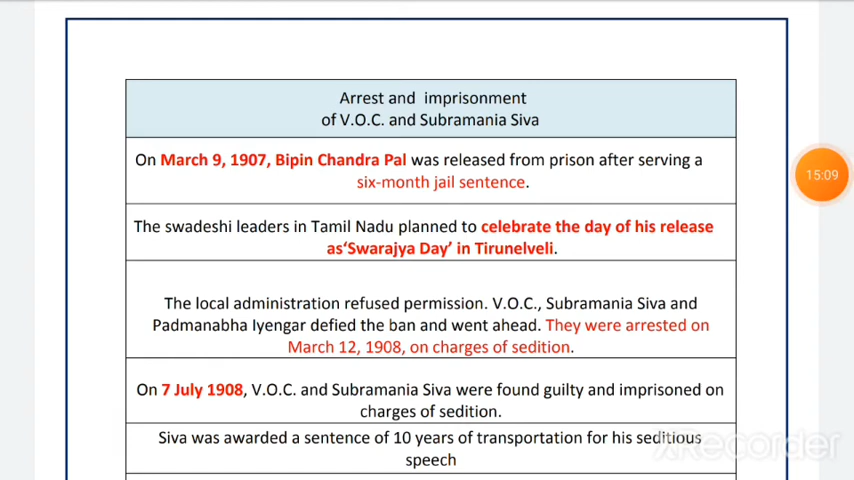 Arrest and imprisonment
of V.O.C. and Subramania Siva
On March 9, 1907, Bipin Chandra Pal was released from prison after serving a
six-month jail sentence.
The swadeshi leaders in Tamil Nadu planned to celebrate the day of his release
as‘Swarajya Day’ in Tirunelveli.
The local administration refused permission. V.O.C., Subramania Siva and
Padmanabha Iyengar defied the ban and went ahead. They were arrested on
March 12, 1908, on charges of sedition.
On 7 July 1908, V.O.C. and Subramania Siva were found guilty and imprisoned on
charges of sedition.
Siva was awarded a sentence of 10 years of transportation for his seditious
speech
15:09
XRecorder